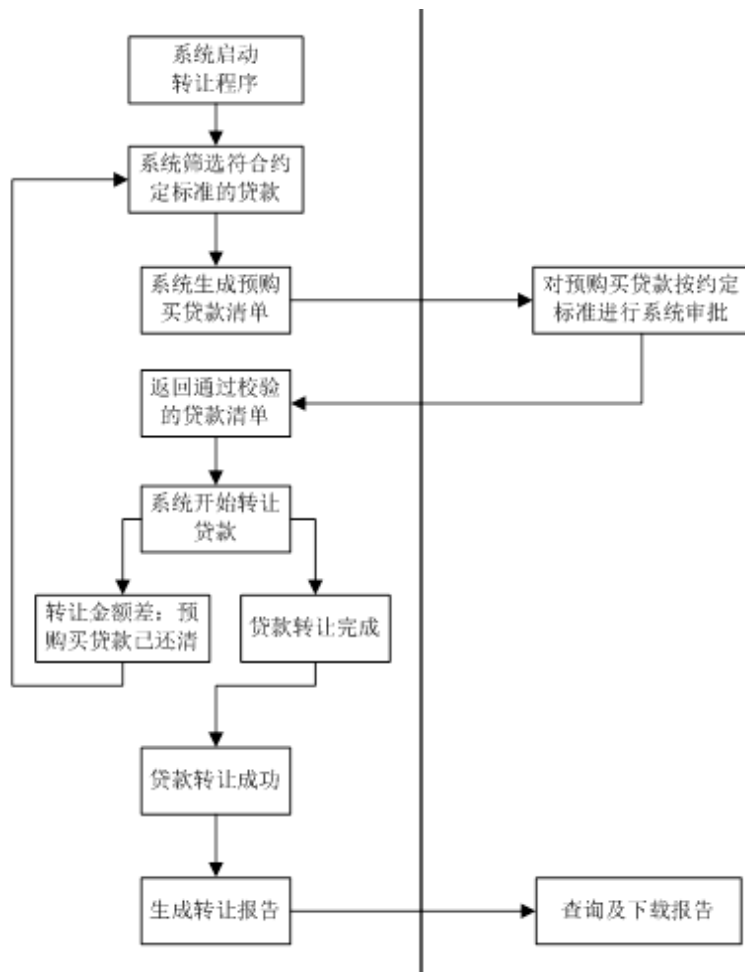 系统启动
转让程序
系统筛选符合约
定标准的贷款
系统生成预购
买贷款清单
对预购买贷款按约定
标准进行系统审批
返回通过校验
的贷款清单
系统开始转让
贷款
转让金额差：预
购买贷款已还清
贷款转让完成
贷款转让成功
生成转让报告
查询及下载报告